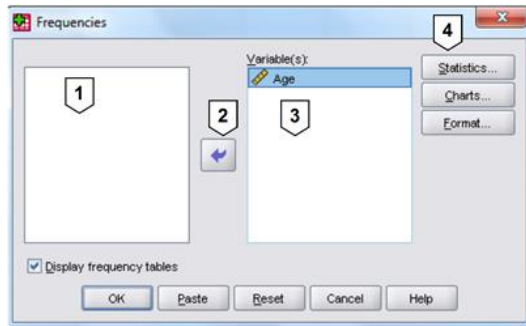 Frequencies
4
Variable(s):
Statistics...
1
Age
Charts...
2
3
Format...
Display frequency tables
OK Paste Reset Cancel Help